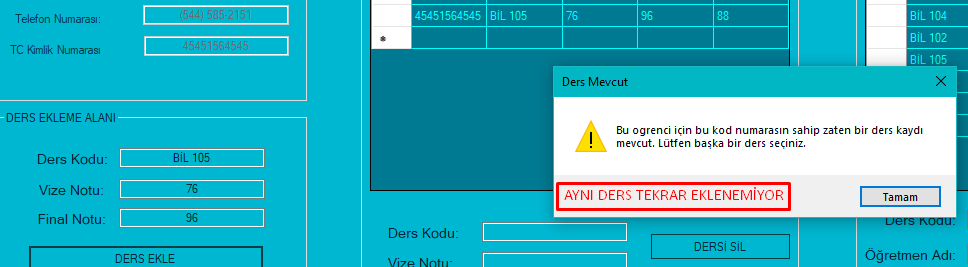 Telefon Numarası:
(544) 585-2151
TC Kimlik Numarası
45451564545
DERS EKLEME ALANI
Ders Kodu:
BİL 105
Vize Notu:
76
Final Notu:
96
DERS EKLE
45451564545 BİL 105 76 96 88
Ders Mevcut
Bu ogrenci için bu kod numarasın sahip zaten bir ders kaydı
mevcut. Lütfen başka bir ders seçiniz.
AYNI DERS TEKRAR EKLENEMİYOR
Tamam
Ders Kodu:
Vize Notu:
DERSİ SİL
BİL 104
BİL 102
BİL 105
Ders Kodu:
Öğretmen Adı: